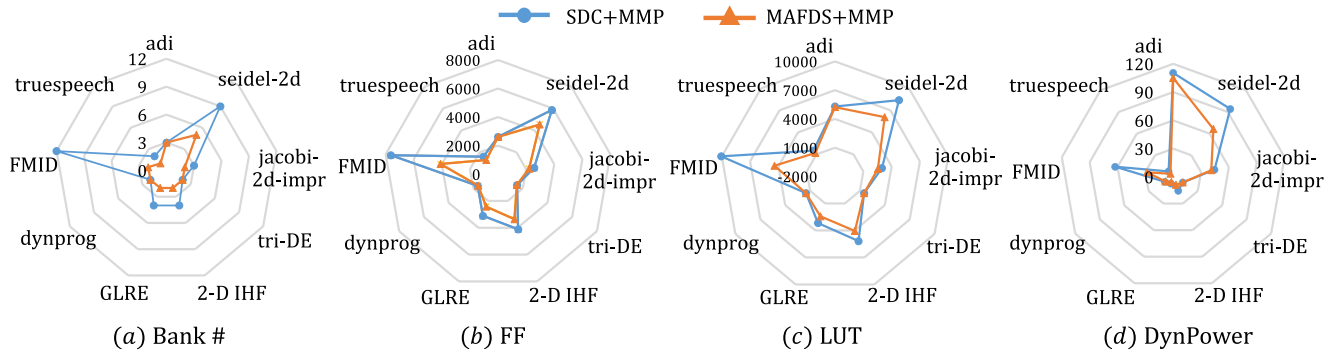 SDC+MMP MAFDS+MMP
adi
12
9
6
3
0
seidel-2d
jacobi-
2d-impr
tri-DE
2-D IHF
GLRE
dynprog
FMID
truespeech
(a) Bank #
adi
8000
6000
4000
2000
0
seidel-2d
jacobi-
2d-impr
tri-DE
2-D IHF
GLRE
dynprog
FMID
truespeech
(b) FF
adi
10000
7000
4000
1000
-2000
seidel-2d
jacobi-
2d-impr
tri-DE
2-D IHF
GLRE
dynprog
FMID
truespeech
(c) LUT
adi
120
90
60
30
0
seidel-2d
jacobi-
2d-impr
tri-DE
2-D IHF
GLRE
dynprog
FMID
truespeech
(d) DynPower